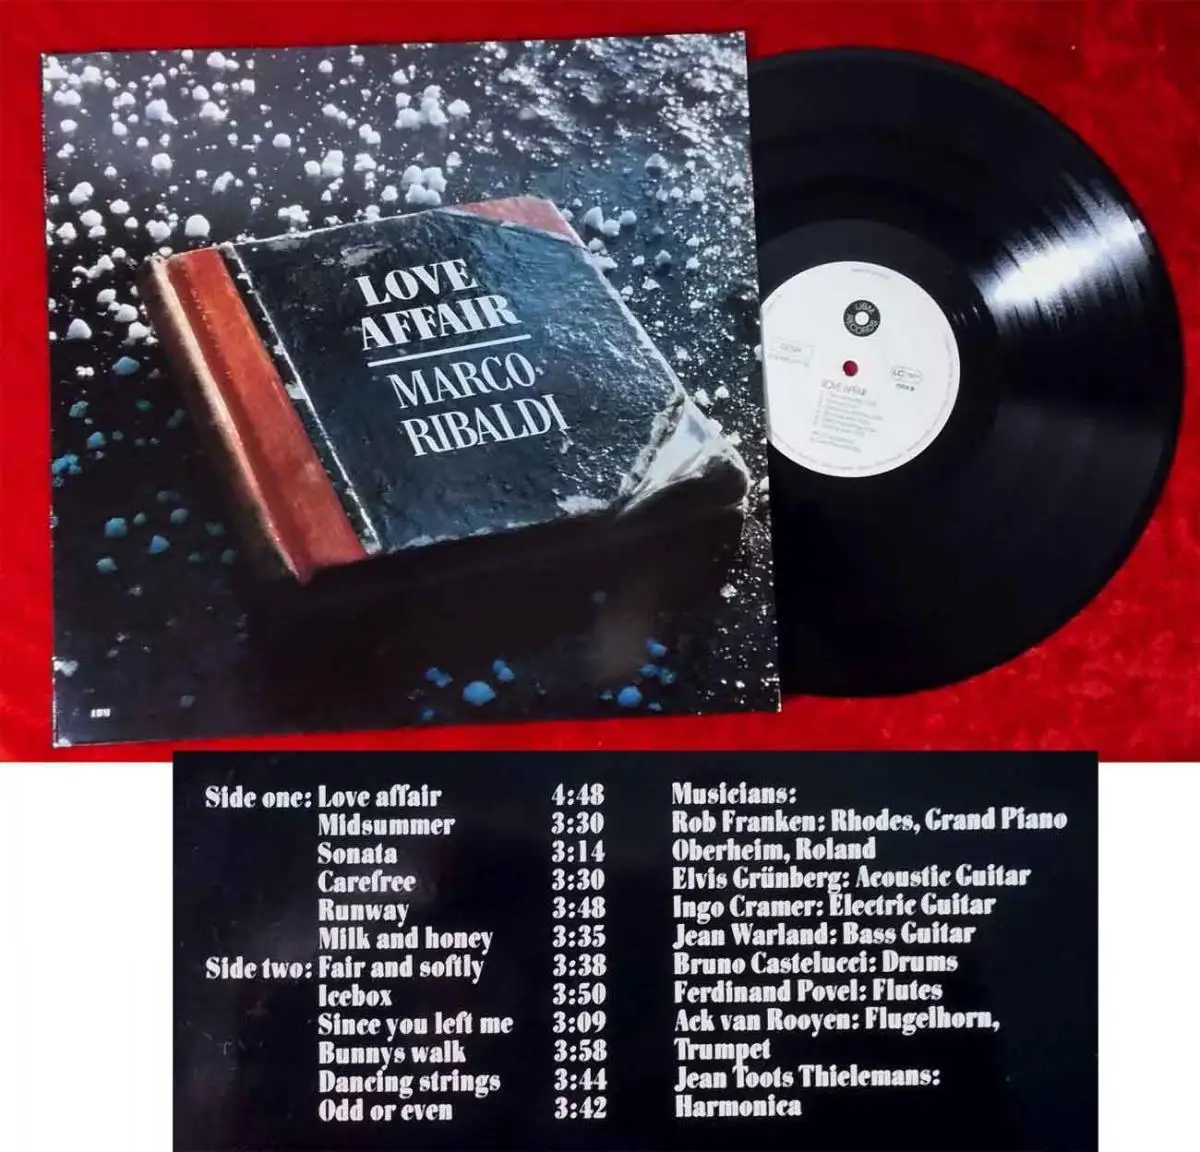 LOVE
AFFAIR
MARCO
RIBALDI
RECORDS
LOVE AFFAIR
LC
Side one: Love affair 4:48
Midsummer 3:30
Sonata 3:14
Carefree 3:30
Runway 3:48
Milk and honey 3:35
Side two: Fair and softly 3:38
Icebox 3:50
Since you left me 3:09
Bunnys walk 3:58
Dancing strings 3:44
Odd or even 3:42
Musicians:
Rob Franken: Rhodes, Grand Piano
Oberheim, Roland
Elvis Grünberg: Acoustic Guitar
Ingo Cramer: Electric Guitar
Jean Warland: Bass Guitar
Bruno Castelucci: Drums
Ferdinand Povel: Flutes
Ack van Rooyen: Flugelhorn,
Trumpet
Jean Toots Thielemans:
Harmonica